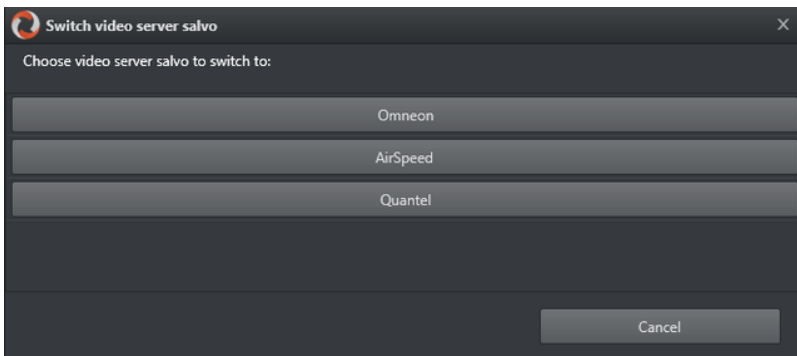 Switch video server salvo
Choose video server salvo to switch to:
Omneon
AirSpeed
Quantel
Cancel